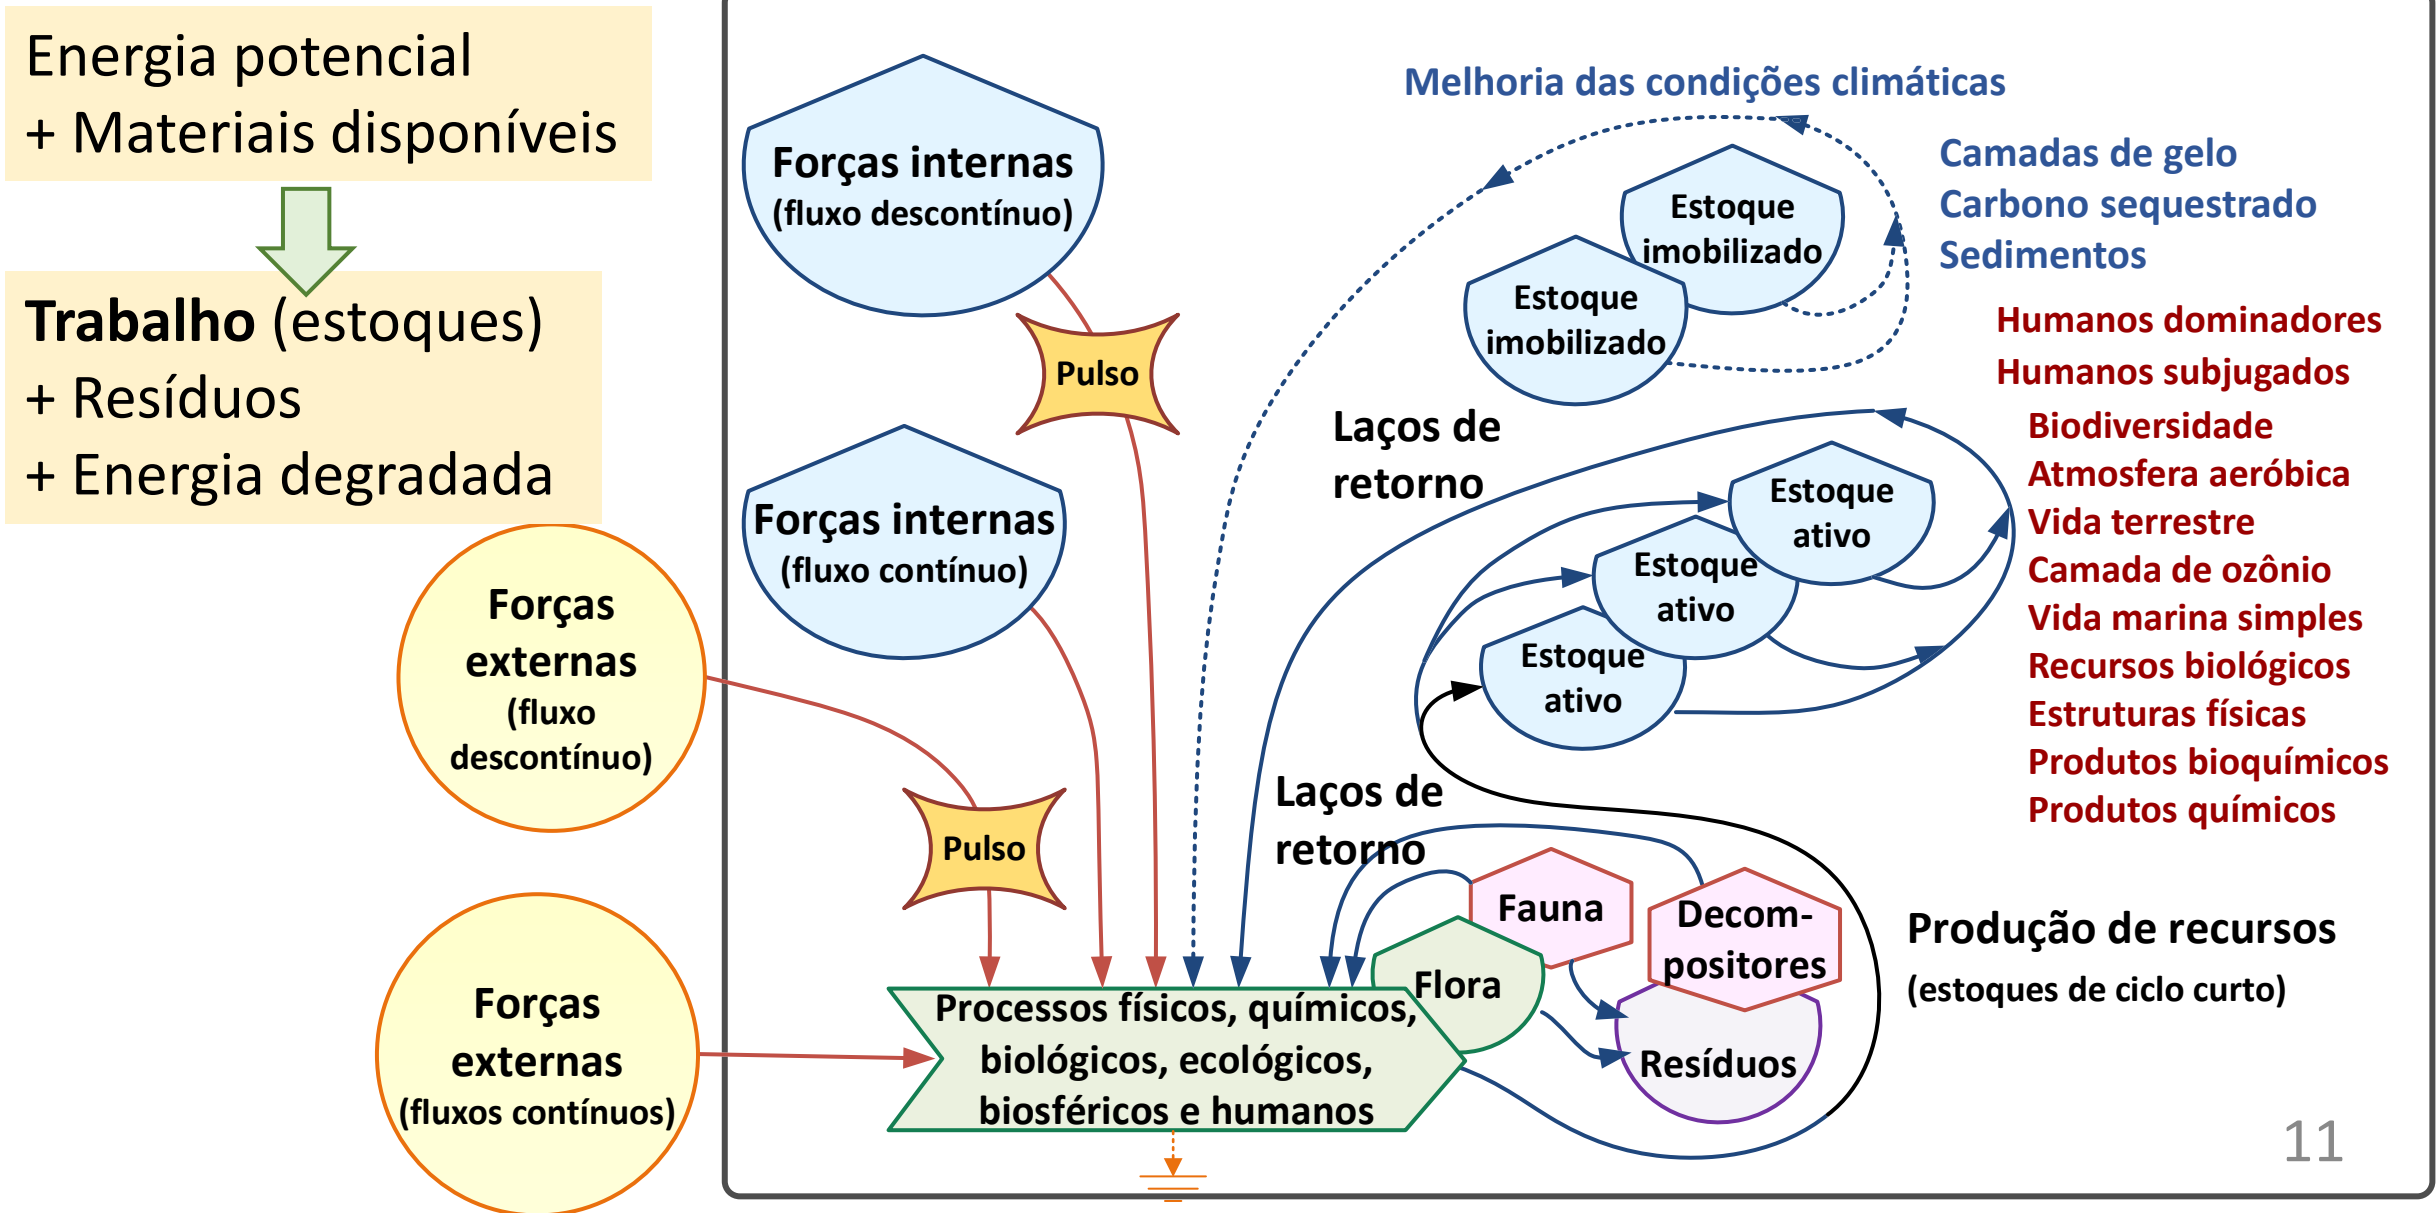 Energia potencial
+ Materiais disponíveis
Trabalho (estoques)
+ Resíduos
+ Energia degradada
Forças
externas
(fluxo
descontínuo)
Forças
externas
(fluxos contínuos)
Forças internas
(fluxo descontínuo)
Pulso
Forças internas
(fluxo contínuo)
Pulso
Melhoria das condições climáticas
Estoque
imobilizado
Estoque
imobilizado
Camadas de gelo
Carbono sequestrado
Sedimentos
Laços de
retorno
Estoque
ativo
Estoque
ativo
Estoque
ativo
Humanos dominadores
Humanos subjugados
Biodiversidade
Atmosfera aeróbica
Vida terrestre
Camada de ozônio
Vida marina simples
Recursos biológicos
Estruturas físicas
Produtos bioquímicos
Produtos químicos
Laços de
retorno
Fauna
Decom-
positores
Flora
Resíduos
Produção de recursos
(estoques de ciclo curto)
Processos físicos, químicos,
biológicos, ecológicos,
biosféricos e humanos
11